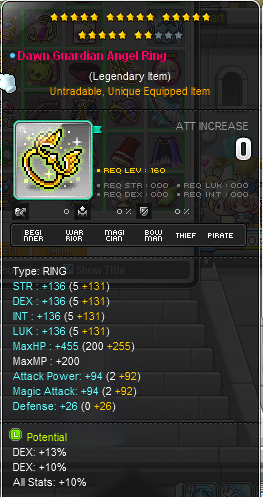 Dawn Guardian Angel Ring
(Legendary Item)
Untradable, Unique Equipped Item
ATT INCREASE
0
REQ LEV : 160
REQ STR : 000 REQ LUK : 000
REQ DEX : 000 REQ INT : 000
0 % 0 % 0 %
BEGINNER WARRIOR MAGICIAN BOWMAN THIEF PIRATE
Show Title
Type: RING
STR : +136 (5 +131)
DEX : +136 (5 +131)
INT : +136 (5 +131)
LUK : +136 (5 +131)
MaxHP : +455 (200 +255)
MaxMP : +200
Attack Power: +94 (2 +92)
Magic Attack: +94 (2 +92)
Defense: +26 (0 +26)
L Potential
DEX: +13%
DEX: +10%
All Stats: +10%